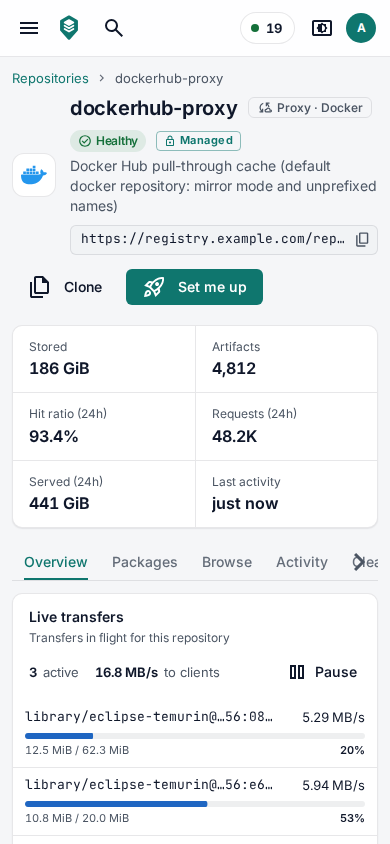 19
A
Repositories > dockerhub-proxy
dockerhub-proxy
Proxy · Docker
Healthy
Managed
Docker Hub pull-through cache (default
docker repository: mirror mode and unprefixed
names)
https://registry.example.com/rep…
Clone
Set me up
Stored
186 GiB
Artifacts
4,812
Hit ratio (24h)
93.4%
Requests (24h)
48.2K
Served (24h)
441 GiB
Last activity
just now
Overview
Packages
Browse
Activity
Live transfers
Transfers in flight for this repository
3 active
16.8 MB/s to clients
Pause
library/eclipse-temurin@…56:08…
5.29 MB/s
12.5 MiB / 62.3 MiB
20%
library/eclipse-temurin@…56:e6…
5.94 MB/s
10.8 MiB / 20.0 MiB
53%